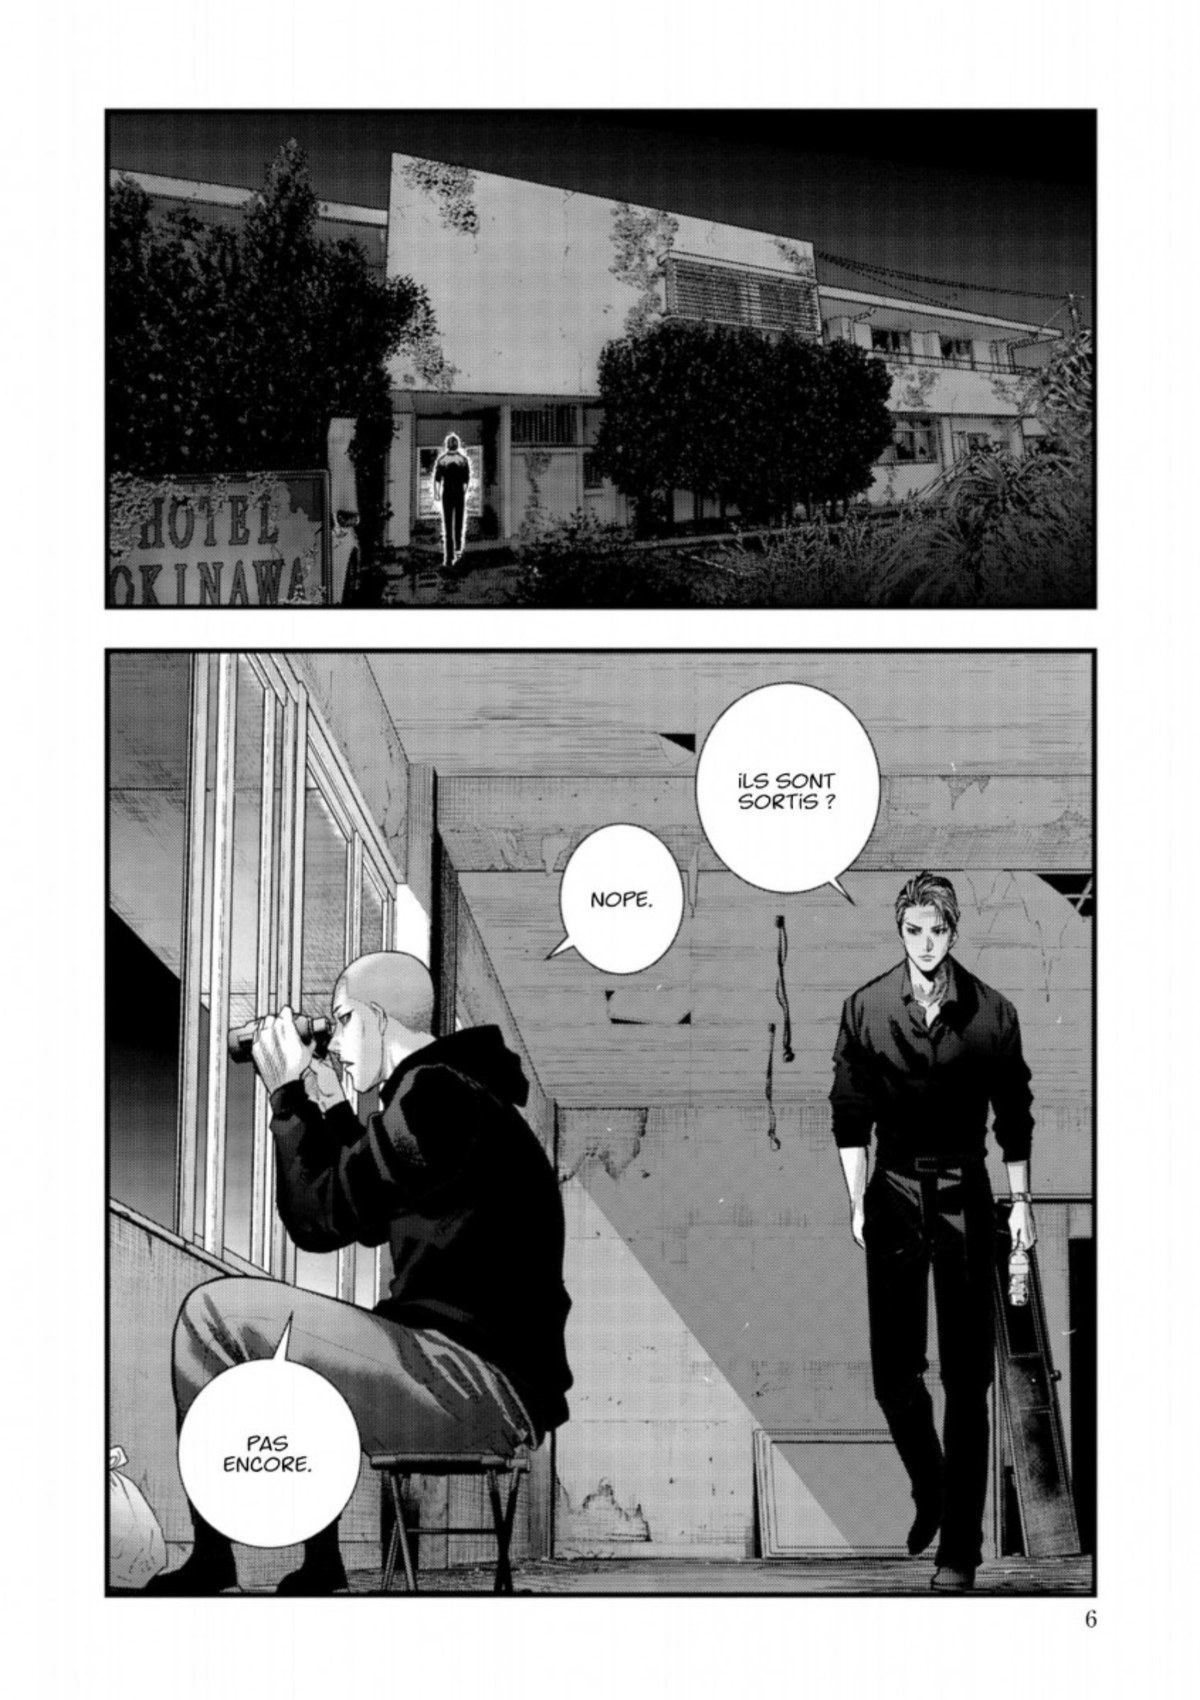 HOTEL
OKINAWA
iLS SONT
SORTiS ?
NOPE.
PAS
ENCORE.
6